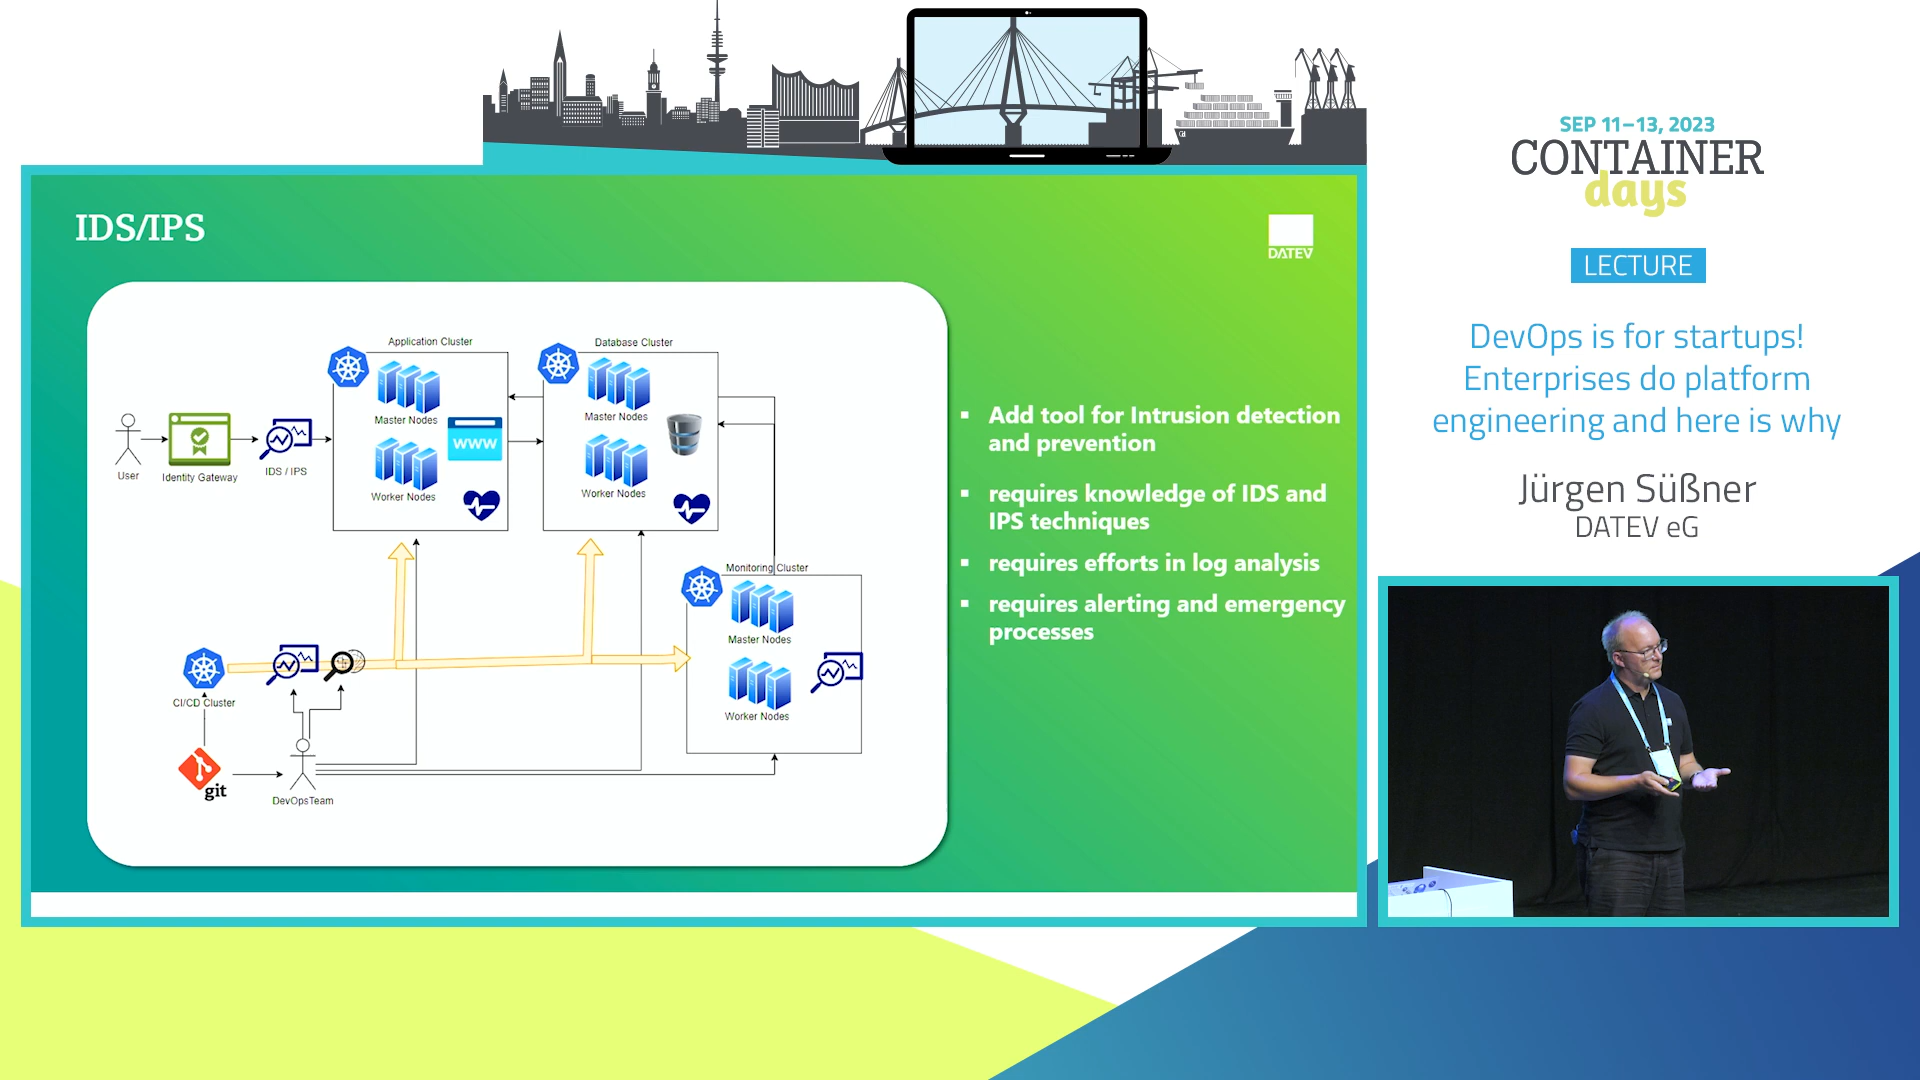 SEP 11–13, 2023
CONTAINER
days
LECTURE
DevOps is for startups!
Enterprises do platform
engineering and here is why
Jürgen Süßner
DATEV eG
IDS/IPS
DATEV
Application Cluster
Master Nodes
www
Worker Nodes
Database Cluster
Master Nodes
Worker Nodes
User
Identity Gateway
IDS / IPS
Monitoring Cluster
Master Nodes
Worker Nodes
CI/CD Cluster
git
DevOpsTeam
▪ Add tool for Intrusion detection
and prevention
▪ requires knowledge of IDS and
IPS techniques
▪ requires efforts in log analysis
▪ requires alerting and emergency
processes